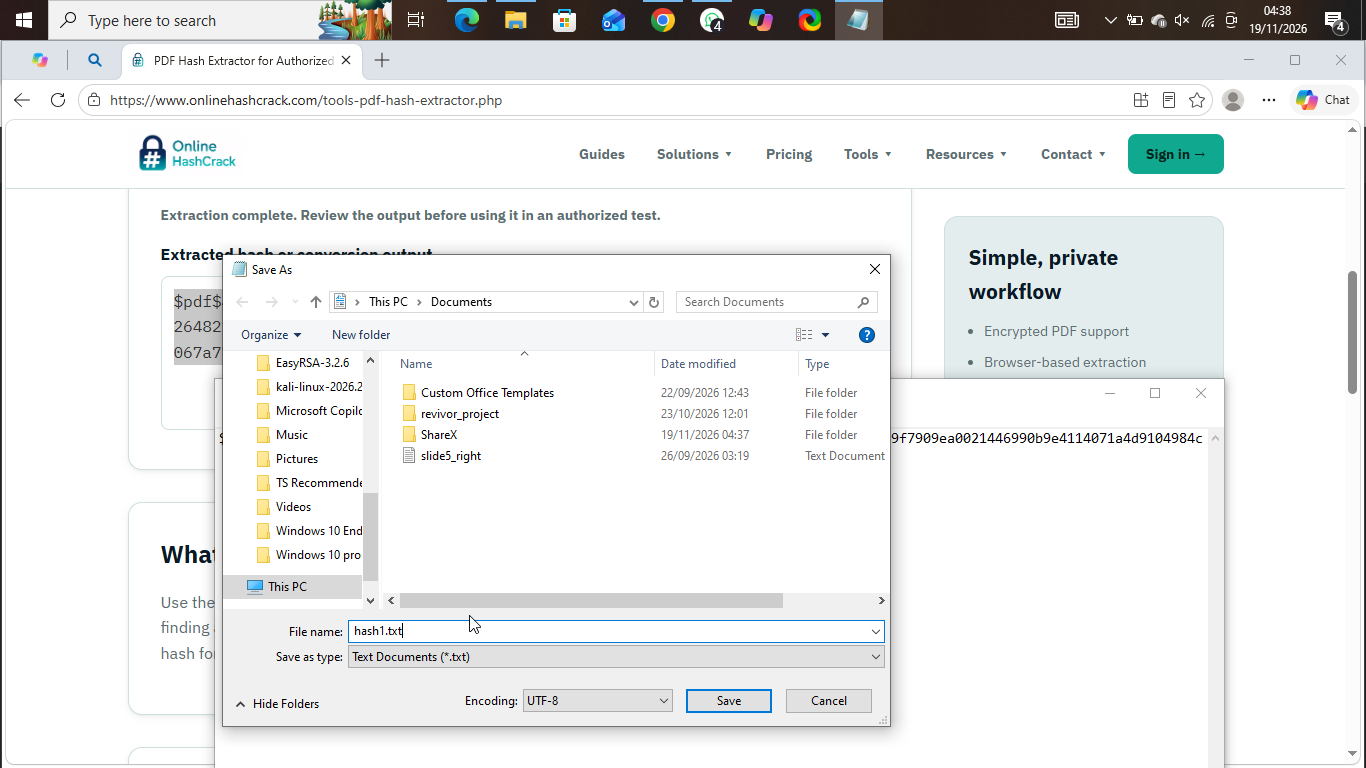 Type here to search
4
04:38
19/11/2026
4
PDF Hash Extractor for Authorized
https://www.onlinehashcrack.com/tools-pdf-hash-extractor.php
Chat
Online
HashCrack
Guides
Solutions
Pricing
Tools
Resources
Contact
Sign in →
Extraction complete. Review the output before using it in an authorized test.
Extracted hash or conversion output
$pdf$
26482
067a7
Simple, private
workflow
Encrypted PDF support
Browser-based extraction
Save As
This PC
Documents
Search Documents
Organize
New folder
Name
Date modified
Type
EasyRSA-3.2.6
kali-linux-2026.2
Microsoft Copilo
Music
Pictures
TS Recommende
Videos
Windows 10 End
Windows 10 pro
This PC
Custom Office Templates
22/09/2026 12:43
File folder
revivor_project
23/10/2026 12:01
File folder
ShareX
19/11/2026 04:37
File folder
slide5_right
26/09/2026 03:19
Text Document
File name:
hash1.txt
Save as type:
Text Documents (*.txt)
Hide Folders
Encoding:
UTF-8
Save
Cancel
9f7909ea0021446990b9e4114071a4d9104984c
What
Use the
finding
hash fo